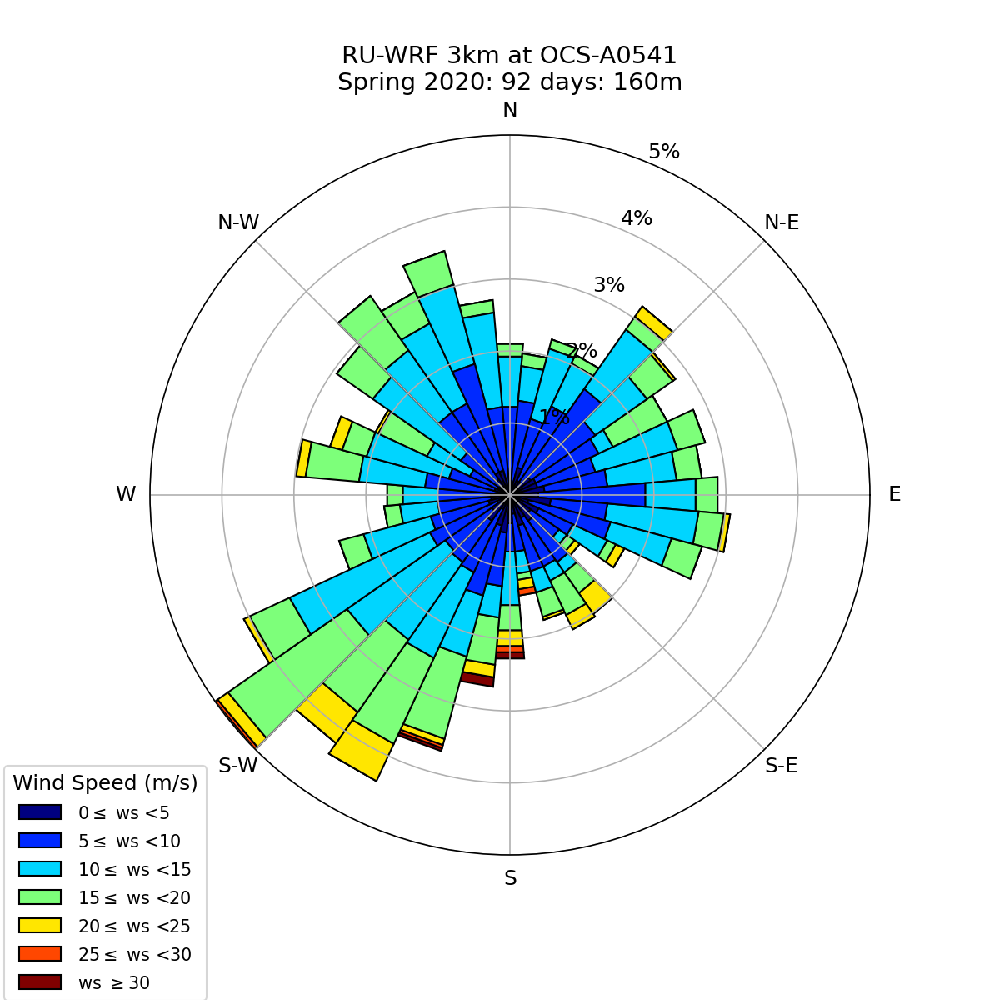 RU-WRF 3km at OCS-A0541
Spring 2020: 92 days: 160m
N
5%
N-W
4%
N-E
3%
2%
1%
W
E
S-W
S-E
S
Wind Speed (m/s)
0 ≤ ws <5
5 ≤ ws <10
10 ≤ ws <15
15 ≤ ws <20
20 ≤ ws <25
25 ≤ ws <30
ws ≥ 30